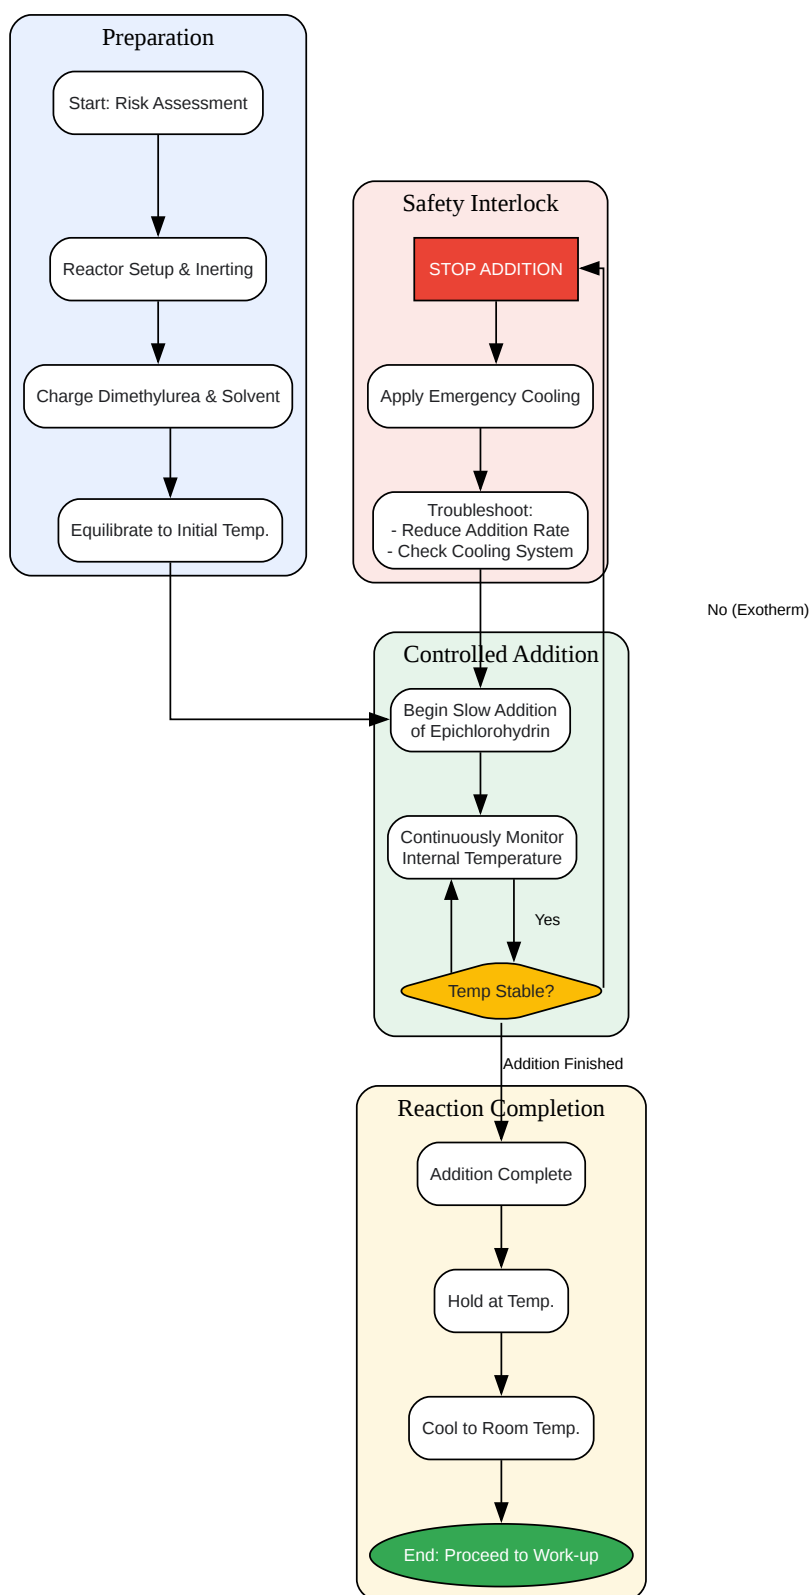 Preparation
Start: Risk Assessment
Reactor Setup & Inerting
Charge Dimethylurea & Solvent
Equilibrate to Initial Temp.
Safety Interlock
STOP ADDITION
Apply Emergency Cooling
Troubleshoot:
- Reduce Addition Rate
- Check Cooling System
No (Exotherm)
Controlled Addition
Begin Slow Addition
of Epichlorohydrin
Continuously Monitor
Internal Temperature
Yes
Temp Stable?
Addition Finished
Reaction Completion
Addition Complete
Hold at Temp.
Cool to Room Temp.
End: Proceed to Work-up